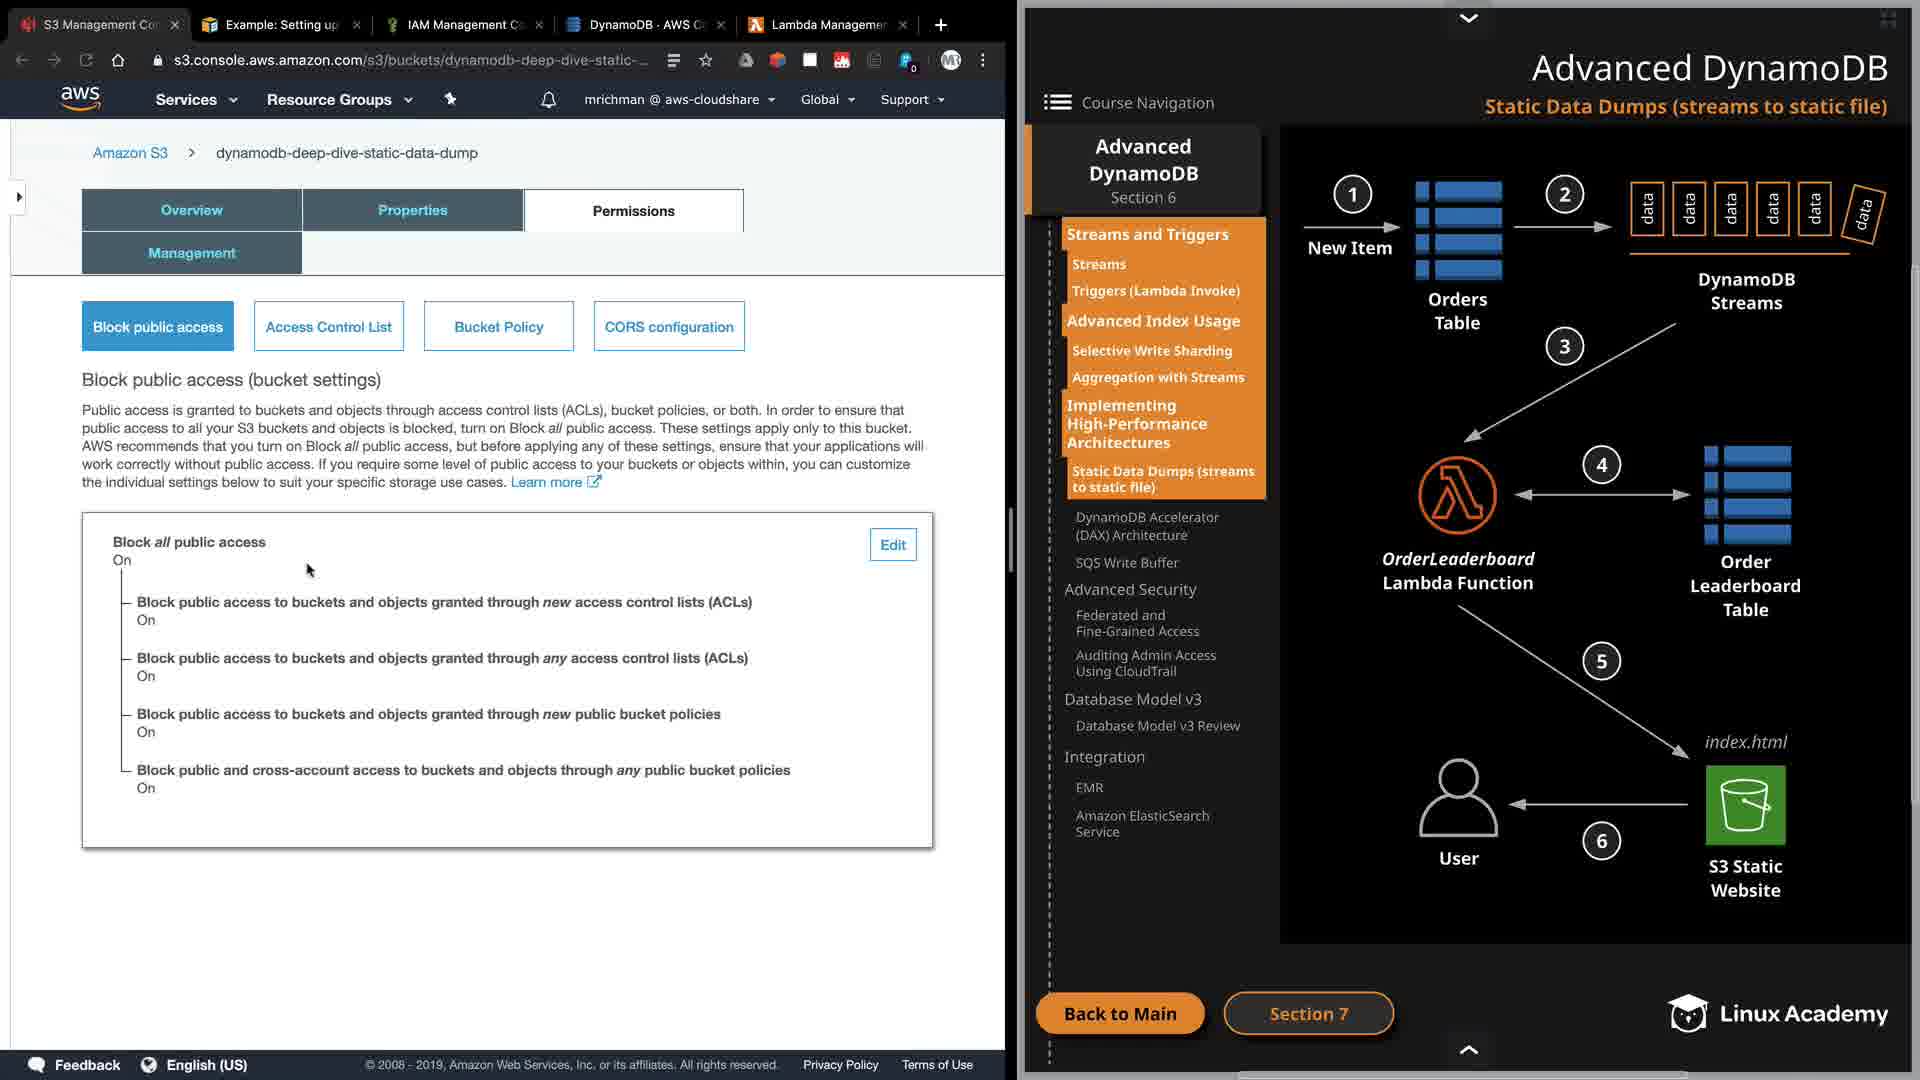 S3 Management Co
Example: Setting up
IAM Management Co
DynamoDB · AWS C
Lambda Managemen
s3.console.aws.amazon.com/s3/buckets/dynamodb-deep-dive-static-...
0
aws
Services
Resource Groups
mrichman @ aws-cloudshare
Global
Support
Amazon S3
dynamodb-deep-dive-static-data-dump
Overview
Properties
Permissions
Management
Block public access
Access Control List
Bucket Policy
CORS configuration
Block public access (bucket settings)
Public access is granted to buckets and objects through access control lists (ACLs), bucket policies, or both. In order to ensure that
public access to all your S3 buckets and objects is blocked, turn on Block all public access. These settings apply only to this bucket.
AWS recommends that you turn on Block all public access, but before applying any of these settings, ensure that your applications will
work correctly without public access. If you require some level of public access to your buckets or objects within, you can customize
the individual settings below to suit your specific storage use cases. Learn more
Block all public access
On
Edit
Block public access to buckets and objects granted through new access control lists (ACLs)
On
Block public access to buckets and objects granted through any access control lists (ACLs)
On
Block public access to buckets and objects granted through new public bucket policies
On
Block public and cross-account access to buckets and objects through any public bucket policies
On
Feedback
English (US)
© 2008 - 2019, Amazon Web Services, Inc. or its affiliates. All rights reserved.
Privacy Policy
Terms of Use
Advanced DynamoDB
Static Data Dumps (streams to static file)
Course Navigation
Advanced
DynamoDB
Section 6
Streams and Triggers
Streams
Triggers (Lambda Invoke)
Advanced Index Usage
Selective Write Sharding
Aggregation with Streams
Implementing
High-Performance
Architectures
Static Data Dumps (streams
to static file)
DynamoDB Accelerator
(DAX) Architecture
SQS Write Buffer
Advanced Security
Federated and
Fine-Grained Access
Auditing Admin Access
Using CloudTrail
Database Model v3
Database Model v3 Review
Integration
EMR
Amazon ElasticSearch
Service
1
New Item
Orders
Table
2
data
data
data
data
data
data
DynamoDB
Streams
3
4
OrderLeaderboard
Lambda Function
Order
Leaderboard
Table
5
index.html
6
User
S3 Static
Website
Back to Main
Section 7
Linux Academy